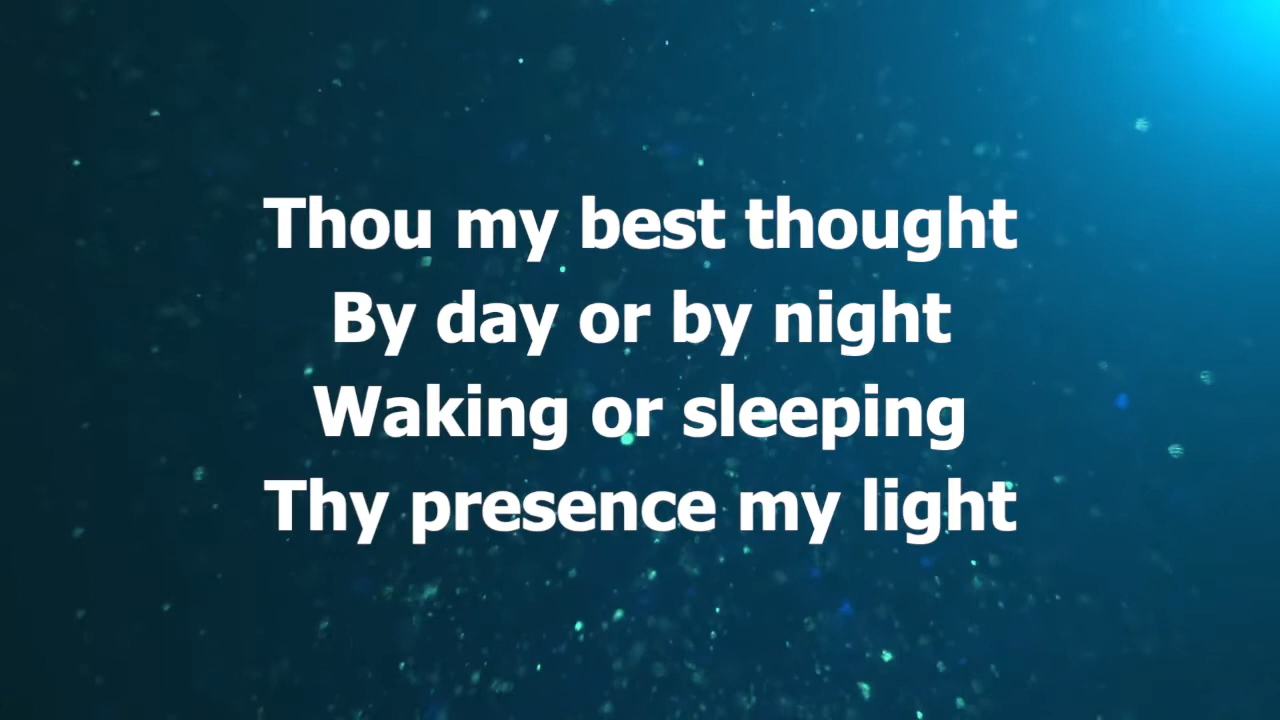 Thou my best thought
By day or by night
Waking or sleeping
Thy presence my light